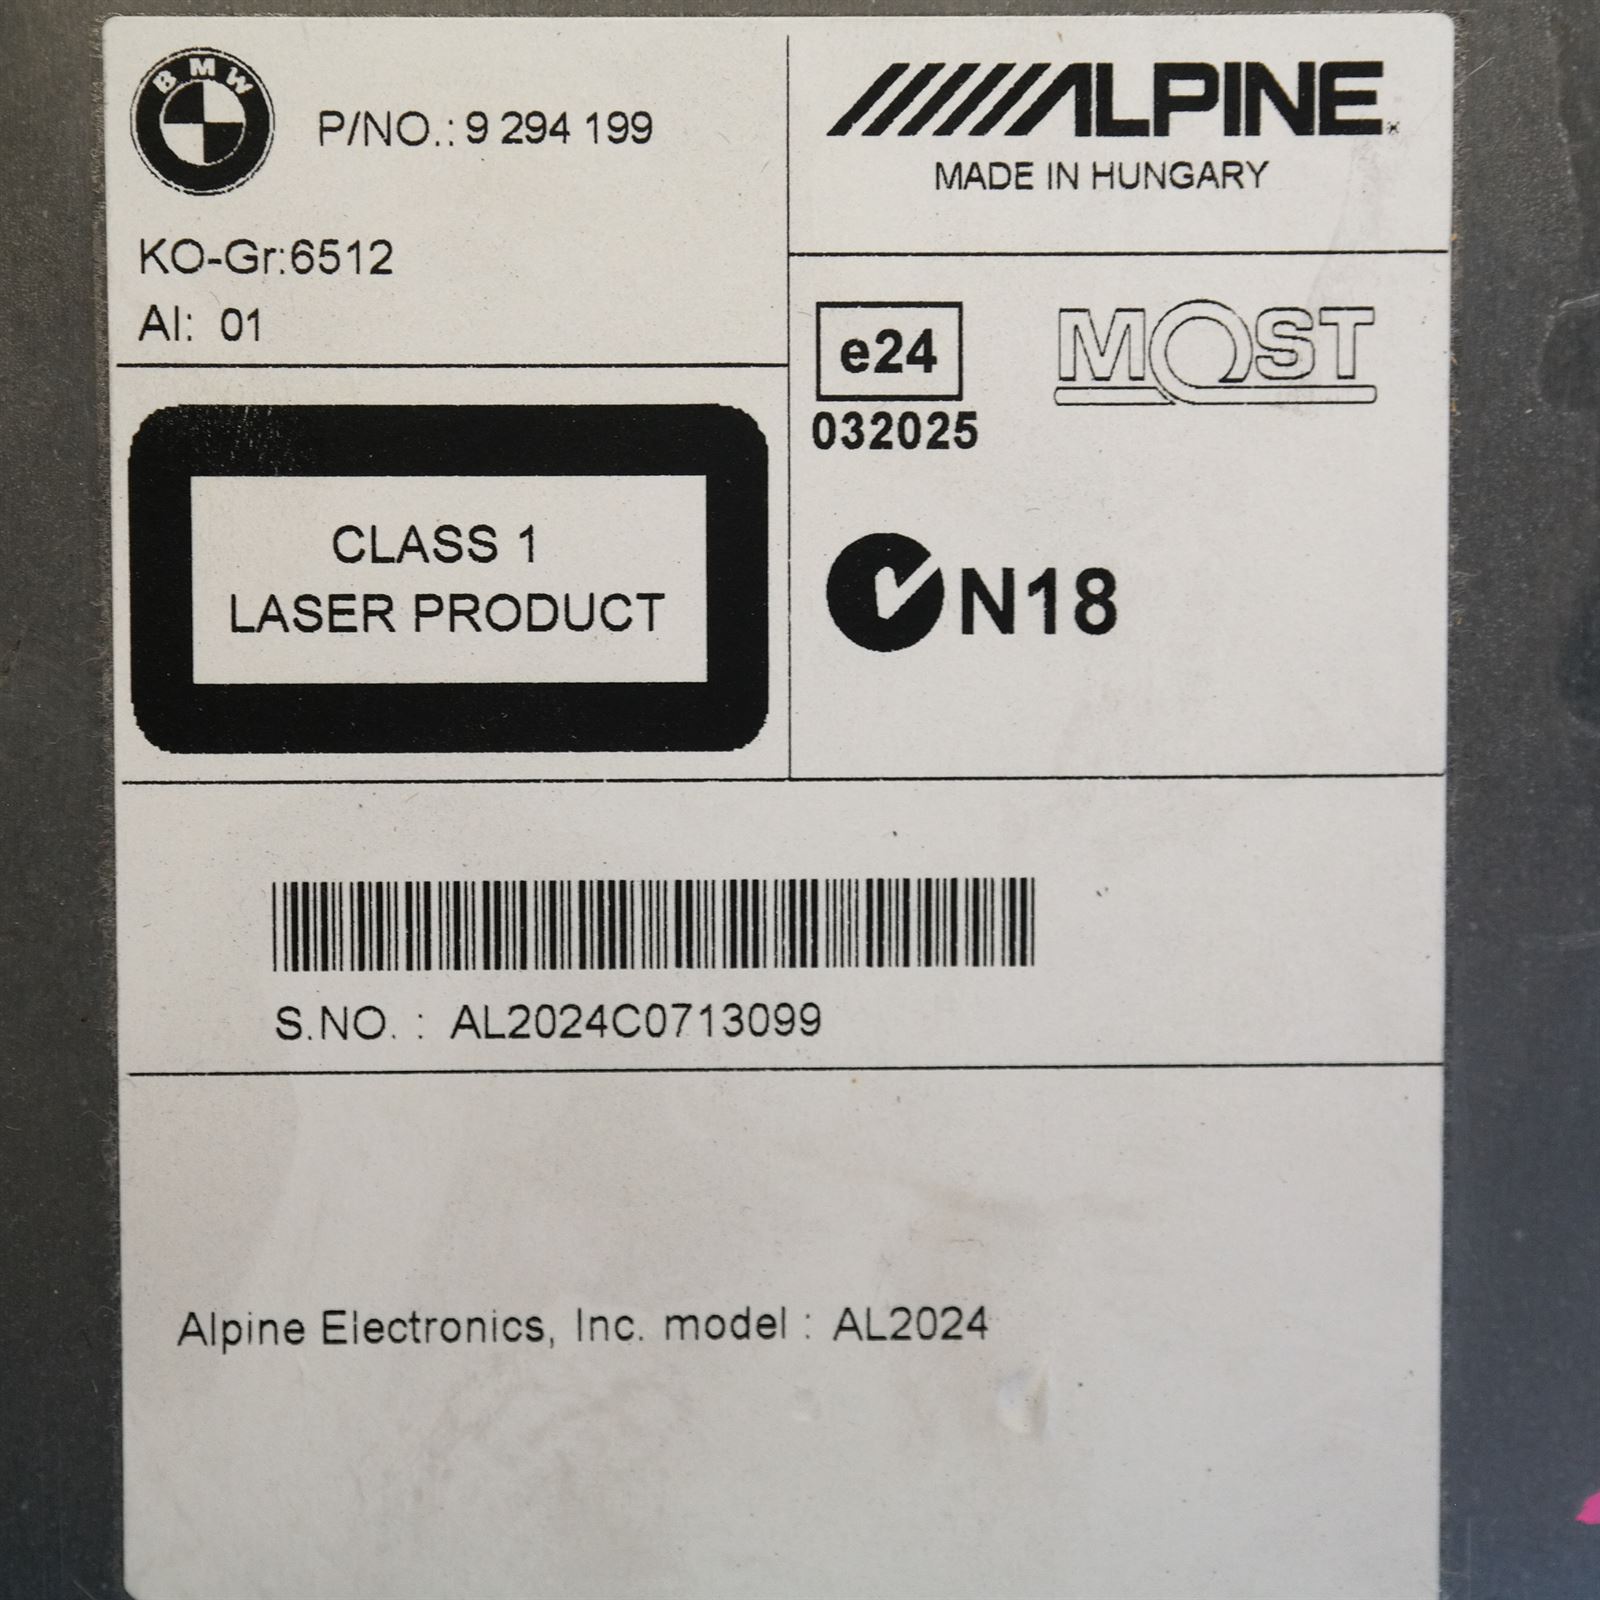 BMW
P/NO.: 9 294 199
KO-Gr:6512
AI: 01
ALPINE
MADE IN HUNGARY
e24
032025
MOST
CLASS 1
LASER PRODUCT
N18
S.NO. : AL2024C0713099
Alpine Electronics, Inc. model : AL2024